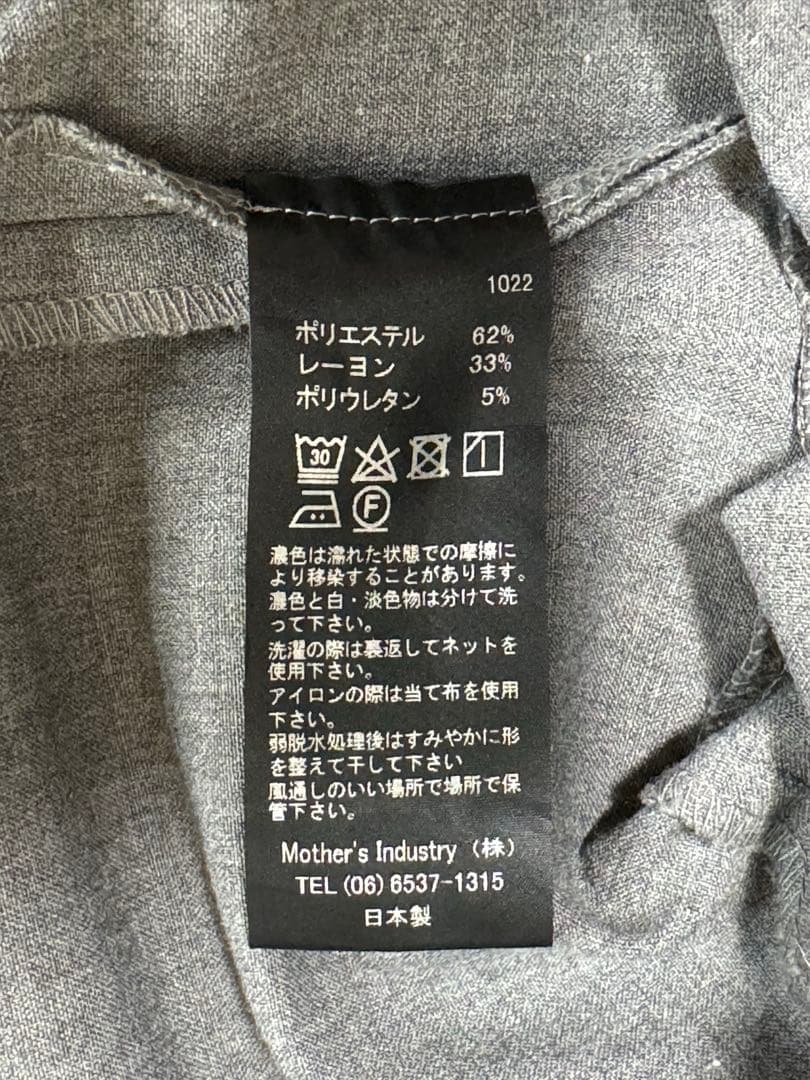 1022
ポリエステル 62%
レーヨン 33%
ポリウレタン 5%
30
F
濃色は濡れた状態での摩擦に
より移染することがあります。
濃色と白・淡色物は分けて洗
って下さい。
洗濯の際は裏返してネットを
使用下さい。
アイロンの際は当て布を使用
下さい。
弱脱水処理後はすみやかに形
を整えて干して下さい
風通しのいい場所で場所で保
管下さい。
Mother's Industry (株)
TEL (06) 6537-1315
日本製